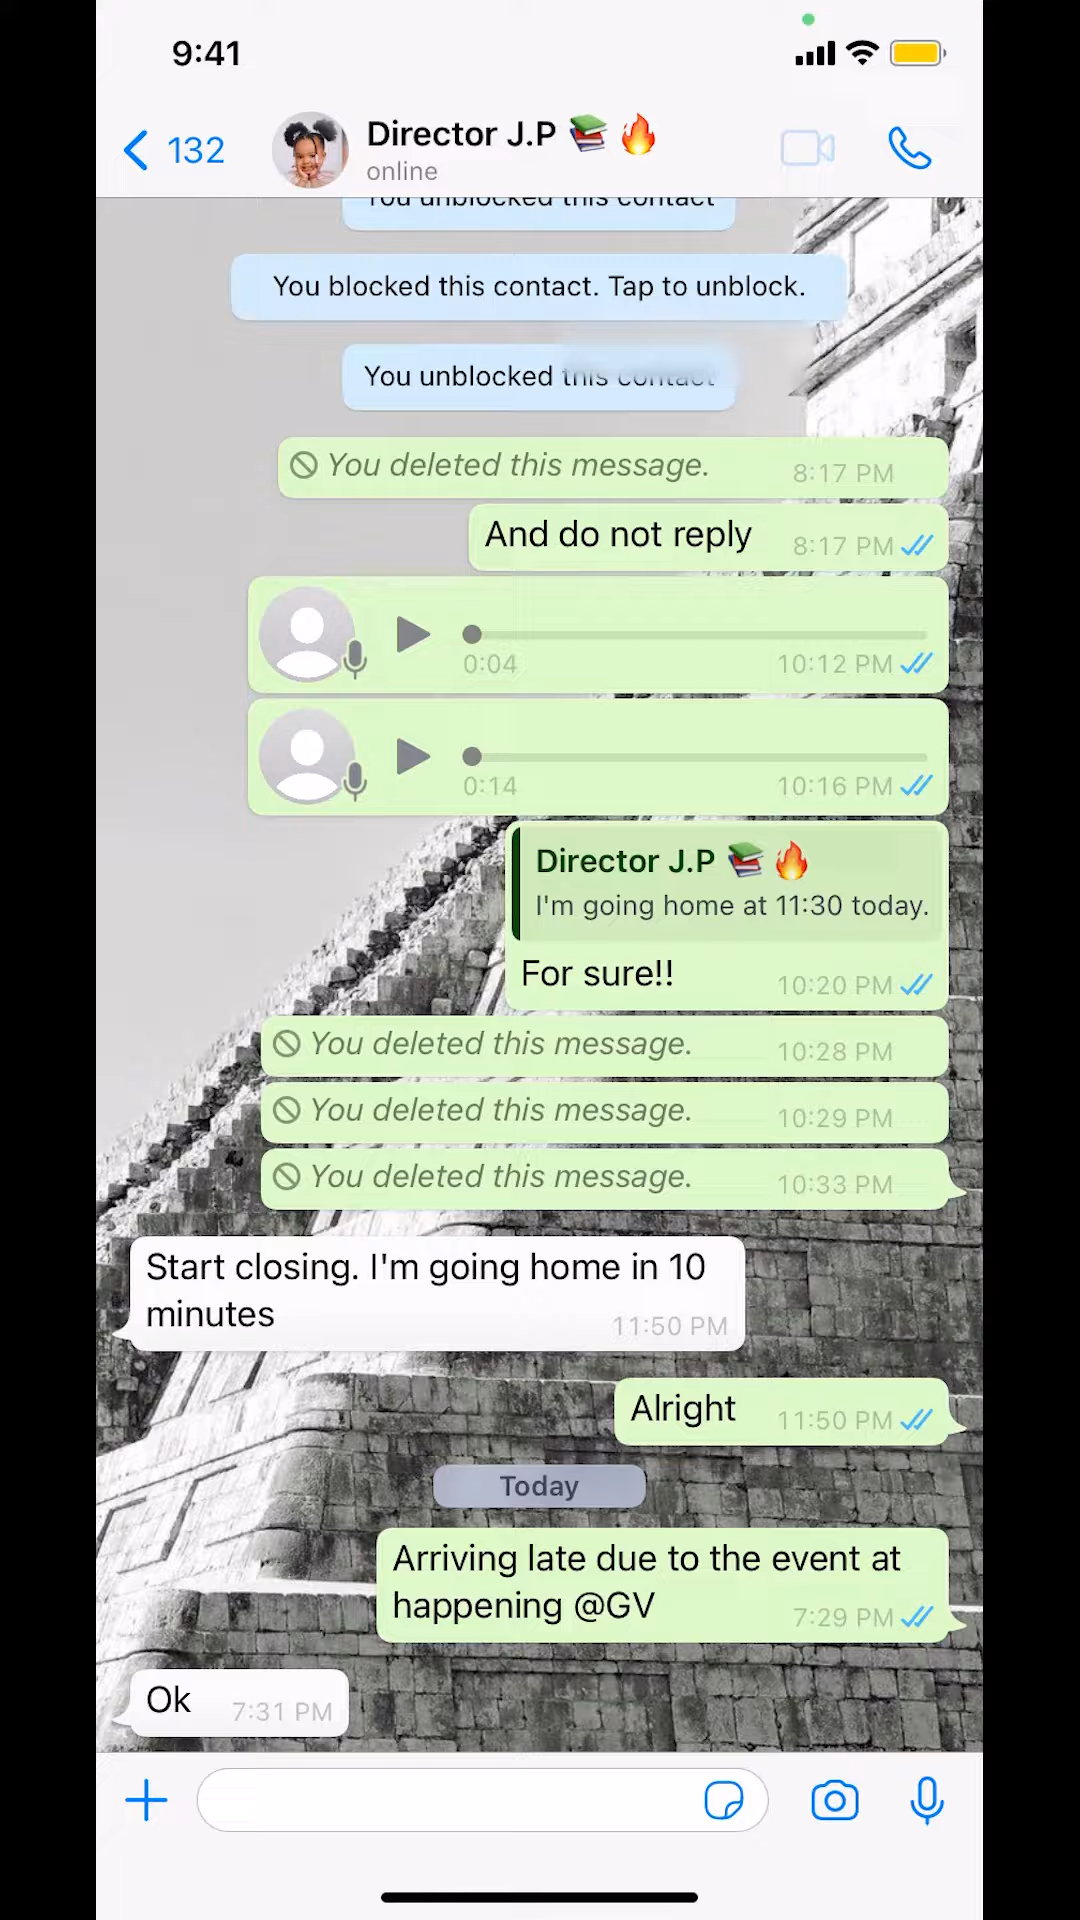 9:41
132
Director J.P 📚 🔥
online
You unblocked this contact
You blocked this contact. Tap to unblock.
You unblocked this contact
You deleted this message. 8:17 PM
And do not reply 8:17 PM
0:04 10:12 PM
0:14 10:16 PM
Director J.P 📚 🔥
I'm going home at 11:30 today.
For sure!! 10:20 PM
You deleted this message. 10:28 PM
You deleted this message. 10:29 PM
You deleted this message. 10:33 PM
Start closing. I'm going home in 10
minutes 11:50 PM
Alright 11:50 PM
Today
Arriving late due to the event at
happening @GV 7:29 PM
Ok 7:31 PM